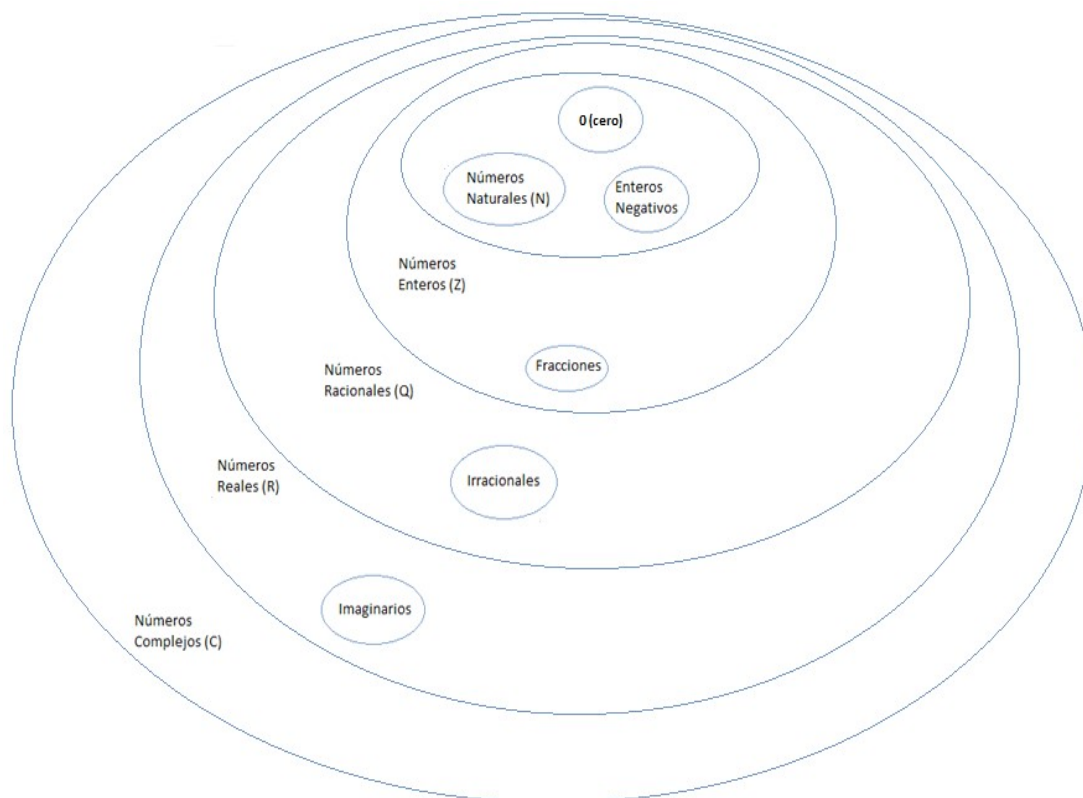 0 (cero)
Números
Naturales (N)
Enteros
Negativos
Números
Enteros (Z)
Fracciones
Números
Racionales (Q)
Irracionales
Números
Reales (R)
Imaginarios
Números
Complejos (C)